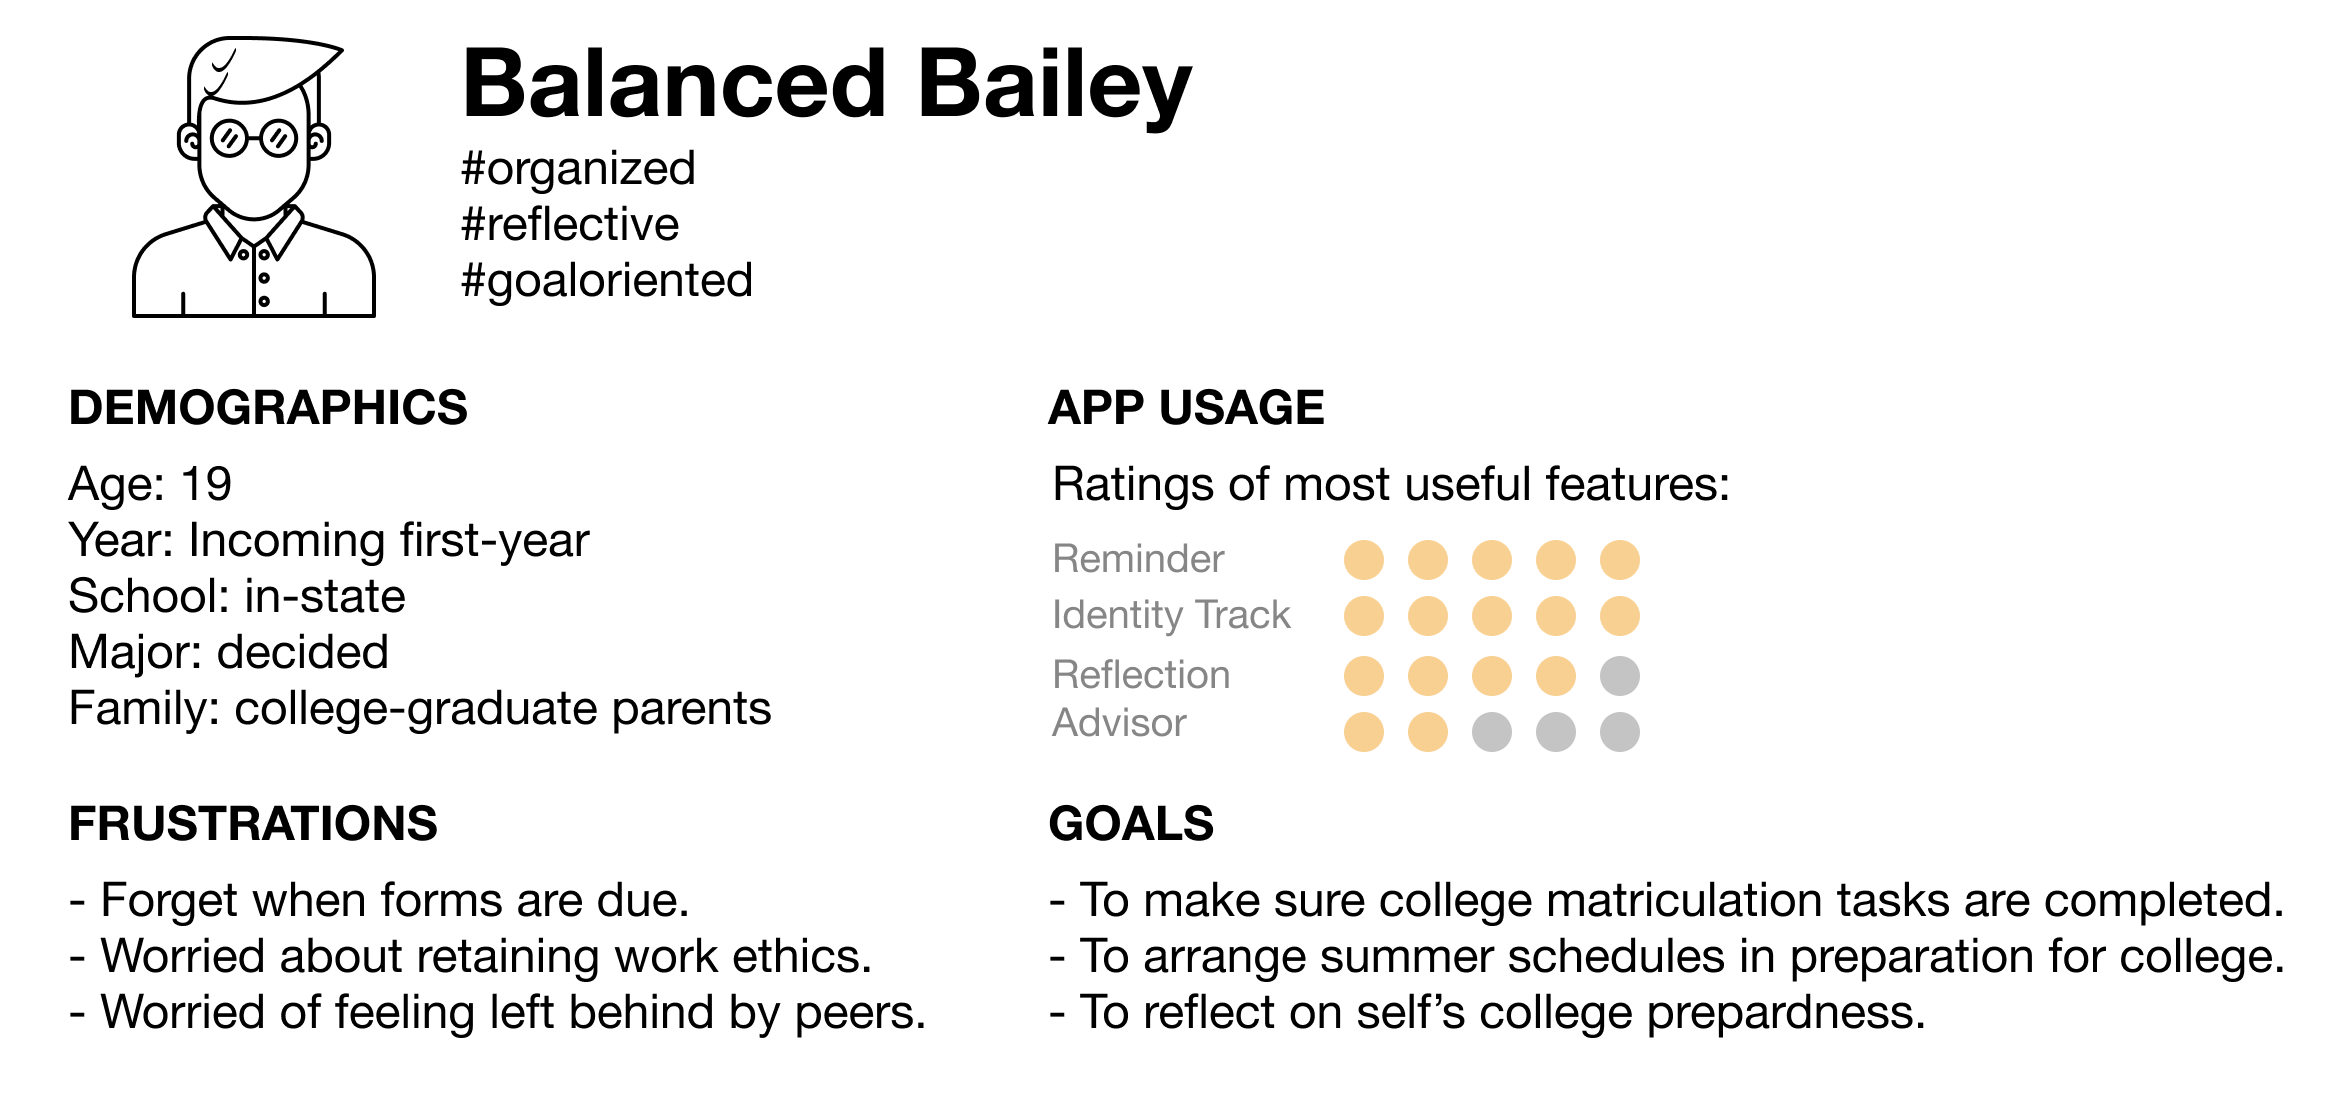 Balanced Bailey
#organized
#reflective
#goaloriented
DEMOGRAPHICS
Age: 19
Year: Incoming first-year
School: in-state
Major: decided
Family: college-graduate parents
APP USAGE
Ratings of most useful features:
Reminder
Identity Track
Reflection
Advisor
FRUSTRATIONS
- Forget when forms are due.
- Worried about retaining work ethics.
- Worried of feeling left behind by peers.
GOALS
- To make sure college matriculation tasks are completed.
- To arrange summer schedules in preparation for college.
- To reflect on self’s college prepardness.